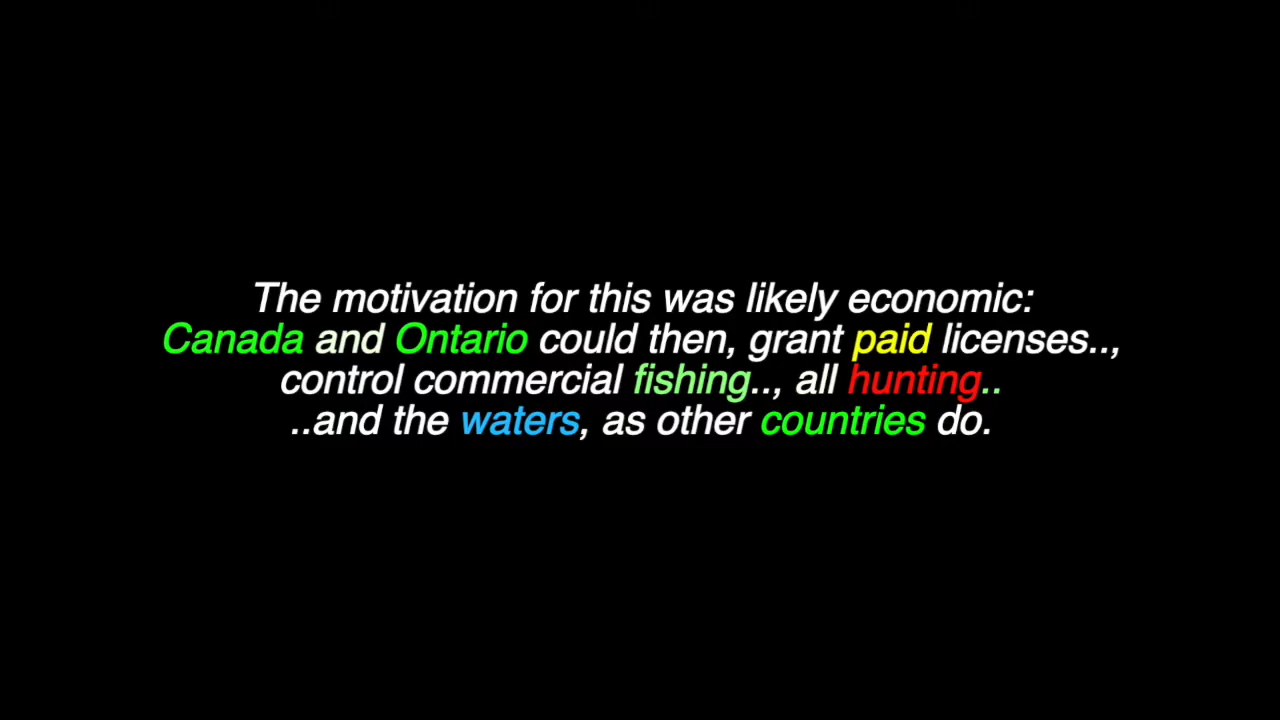 The motivation for this was likely economic:
Canada and Ontario could then, grant paid licenses..,
control commercial fishing.., all hunting..
..and the waters, as other countries do.